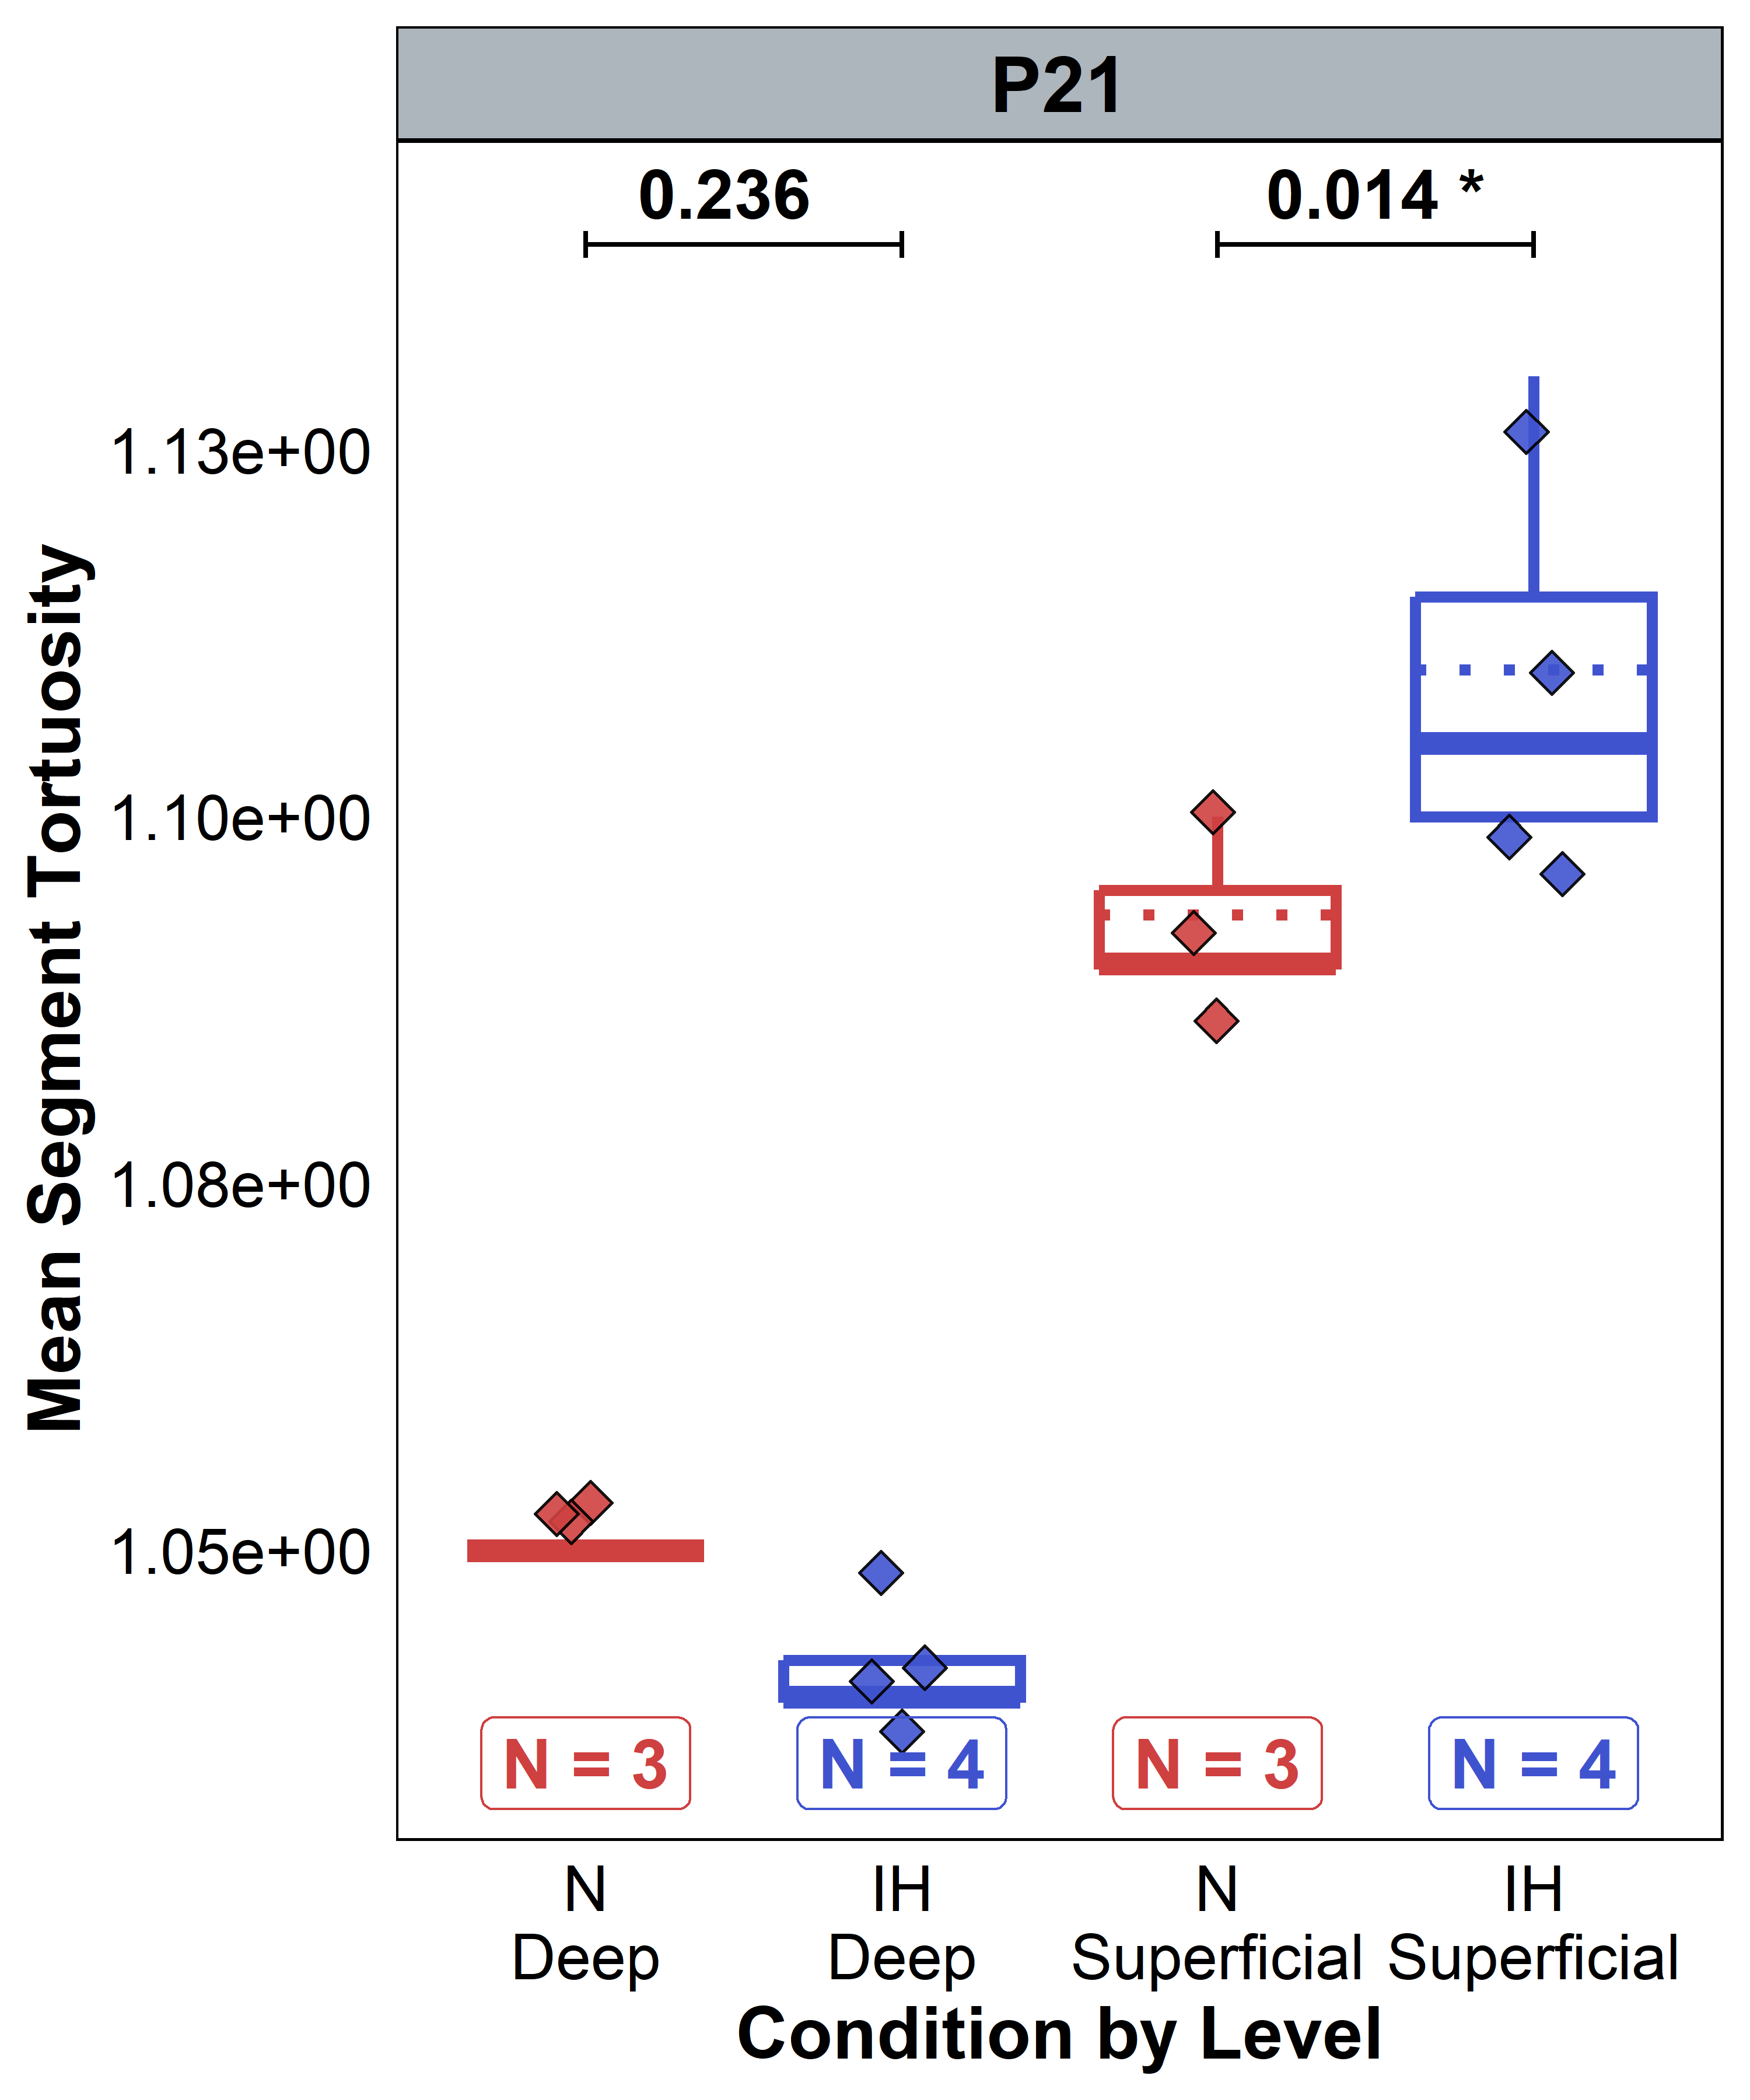 P21
0.236
0.014 *
Mean Segment Tortuosity
1.13e+00
1.10e+00
1.08e+00
1.05e+00
N = 3
N = 4
N = 3
N = 4
N
Deep
IH
Deep
N
Superficial
IH
Superficial
Condition by Level